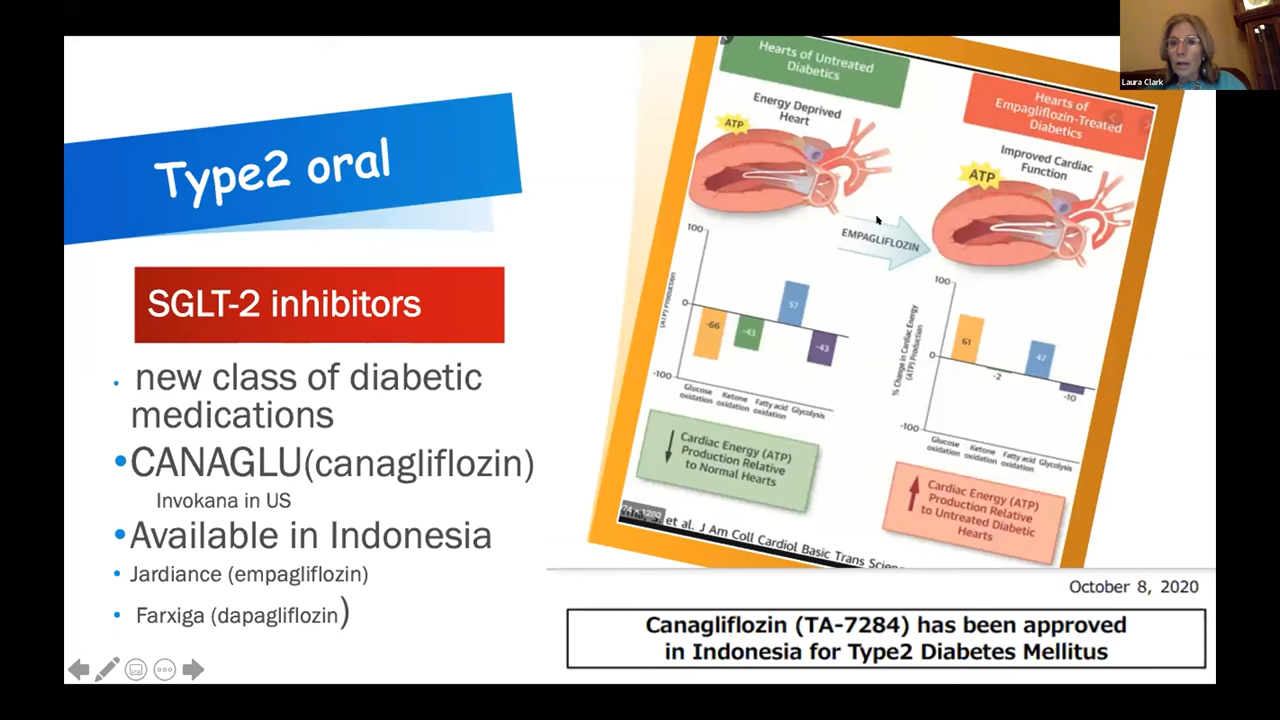 Laura Clark
Type2 oral
SGLT-2 inhibitors
• new class of diabetic
medications
•CANAGLU(canagliflozin)
Invokana in US
•Available in Indonesia
• Jardiance (empagliflozin)
• Farxiga (dapagliflozin)
Hearts of Untreated
Diabetics
Energy Deprived
Heart
ATP
100
0
-100
(ATP) Production
-66
-43
57
-43
Glucose
oxidation
Ketone
oxidation
Fatty acid
oxidation
Glycolysis
Cardiac Energy (ATP)
Production Relative
to Normal Hearts
EMPAGLIFLOZIN
Hearts of
Empagliflozin-Treated
Diabetics
Improved Cardiac
Function
ATP
100
0
-100
% Change in Cardiac Energy
(ATP) Production
61
-2
47
-10
Glucose
oxidation
Ketone
oxidation
Fatty acid
oxidation
Glycolysis
Cardiac Energy (ATP)
Production Relative
to Untreated Diabetic
Hearts
74 × 1280
et al. J Am Coll Cardiol Basic Trans Scien
October 8, 2020
Canagliflozin (TA-7284) has been approved
in Indonesia for Type2 Diabetes Mellitus